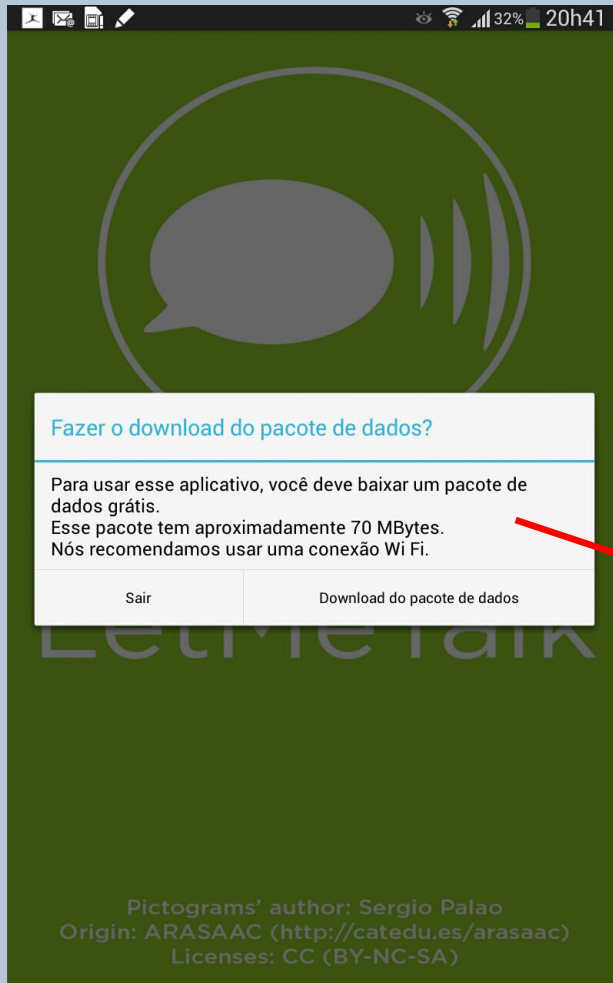 32% 20h41
Fazer o download do pacote de dados?
Para usar esse aplicativo, você deve baixar um pacote de
dados grátis.
Esse pacote tem aproximadamente 70 MBytes.
Nós recomendamos usar uma conexão Wi Fi.
Sair Download do pacote de dados
LetMeTalk
Pictograms' author: Sergio Palao
Origin: ARASAAC (http://catedu.es/arasaac)
Licenses: CC (BY-NC-SA)